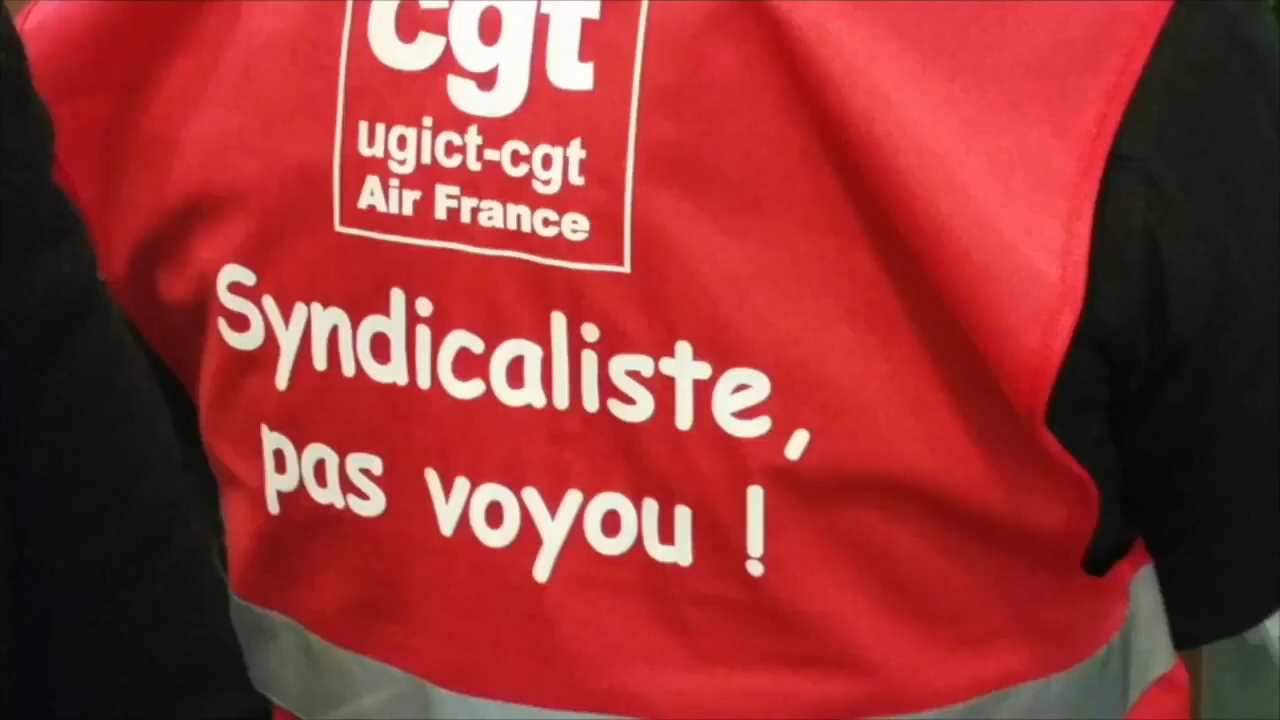 cgt
ugict-cgt
Air France
Syndicaliste,
pas voyou !